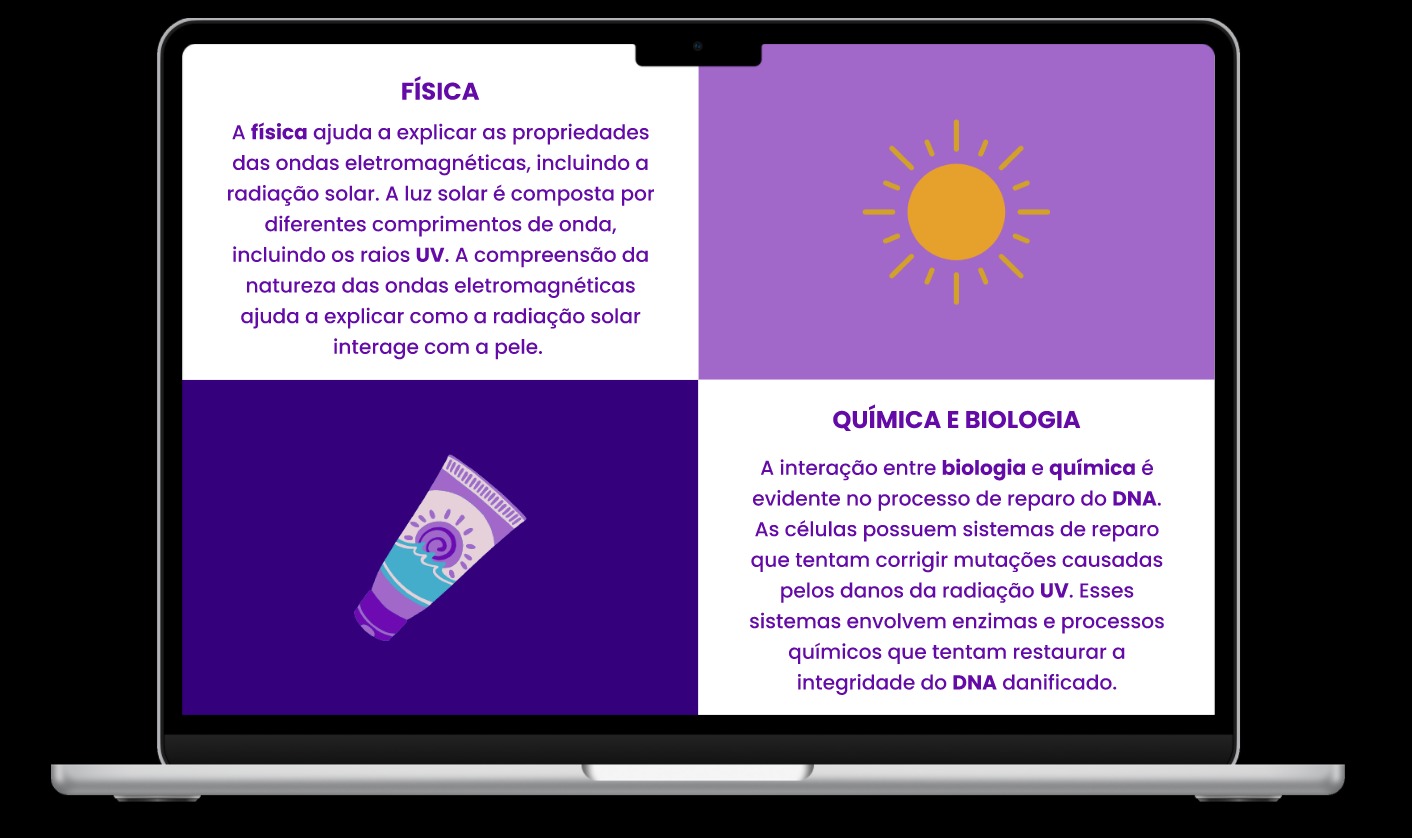 FÍSICA
A física ajuda a explicar as propriedades
das ondas eletromagnéticas, incluindo a
radiação solar. A luz solar é composta por
diferentes comprimentos de onda,
incluindo os raios UV. A compreensão da
natureza das ondas eletromagnéticas
ajuda a explicar como a radiação solar
interage com a pele.
QUÍMICA E BIOLOGIA
A interação entre biologia e química é
evidente no processo de reparo do DNA.
As células possuem sistemas de reparo
que tentam corrigir mutações causadas
pelos danos da radiação UV. Esses
sistemas envolvem enzimas e processos
químicos que tentam restaurar a
integridade do DNA danificado.